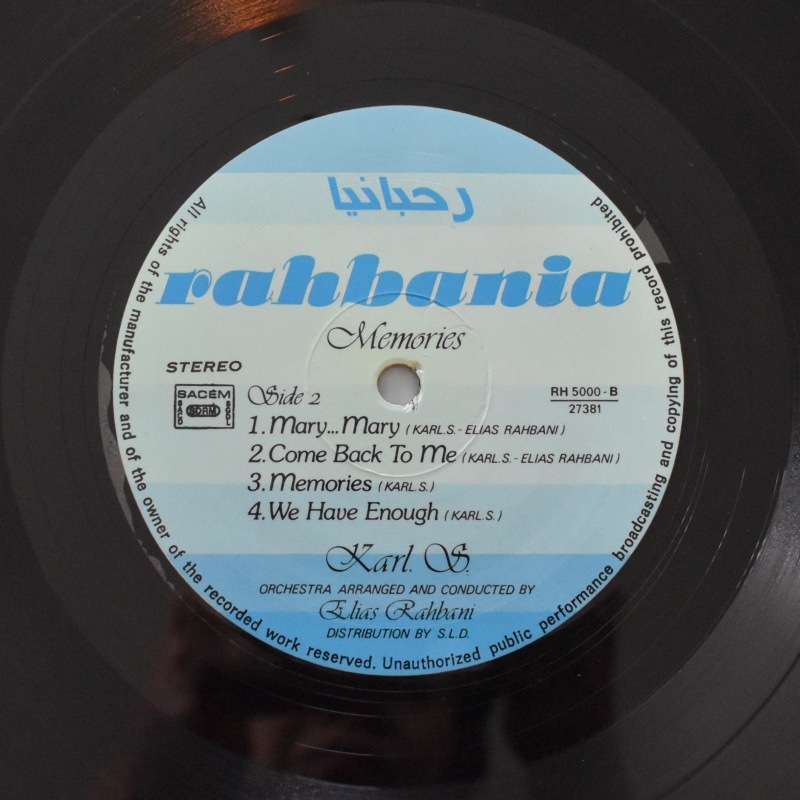 رحبانيا
rahbania
Memories
STEREO
SACEM
SACD SDRM SGDL
Side 2
RH 5000 - B
27381
1. Mary... Mary ( KARL.S. - ELIAS RAHBANI )
2. Come Back To Me ( KARL.S. - ELIAS RAHBANI )
3. Memories ( KARL.S. )
4. We Have Enough ( KARL.S. )
Karl. S.
ORCHESTRA ARRANGED AND CONDUCTED BY
Elias Rahbani
DISTRIBUTION BY S.L.D.
All rights of the manufacturer and of the owner of the recorded work reserved. Unauthorized public performance broadcasting and copying of this record prohibited